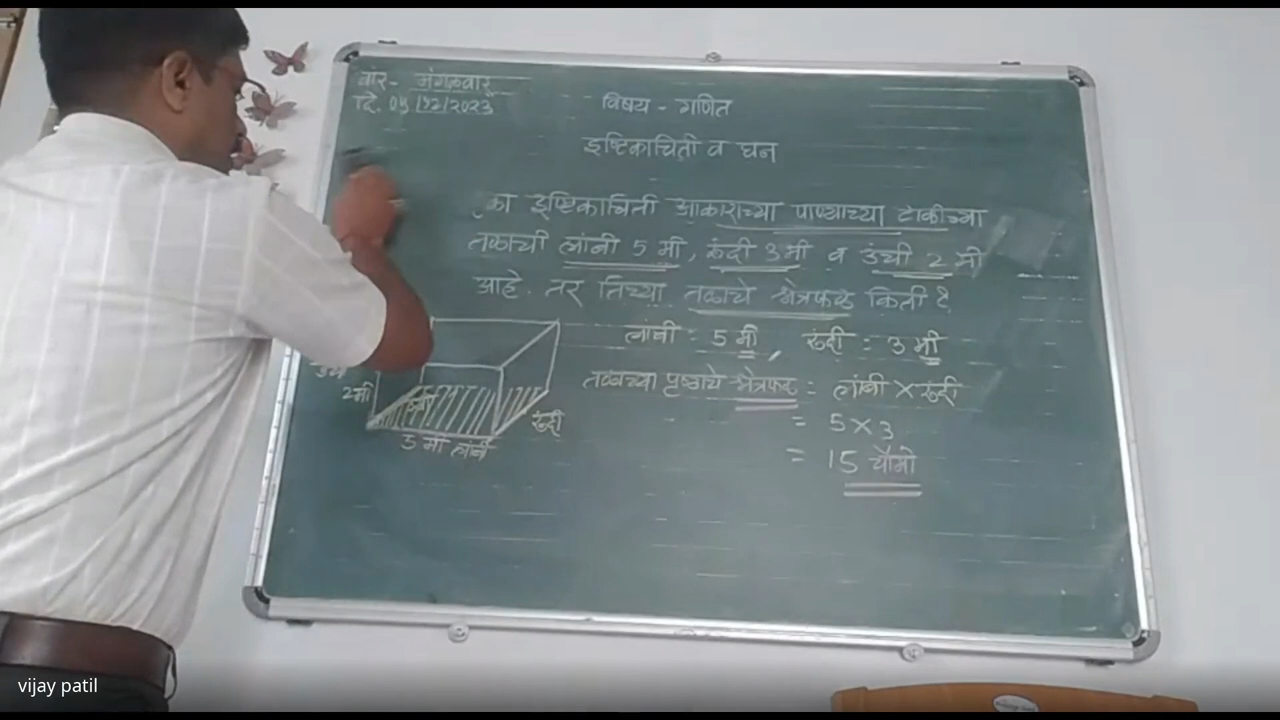 वार- मंगळवार
दि. 05/12/2023
विषय - गणित
इष्टिकाचिती व घन
का इष्टिकाचिती आकाराच्या पाण्याच्या टाकीच्या
तळाची लांबी 5 मी, रुंदी 3 मी व उंची 2 मी
आहे. तर तिच्या तळाचे क्षेत्रफळ किती ?
लांबी = 5 मी, रुंदी = 3 मी
तळाच्या पृष्ठाचे क्षेत्रफळ = लांबी × रुंदी
= 5 × 3
= 15 चौमी
2मी
रुंदी
5 मी लांबी
vijay patil